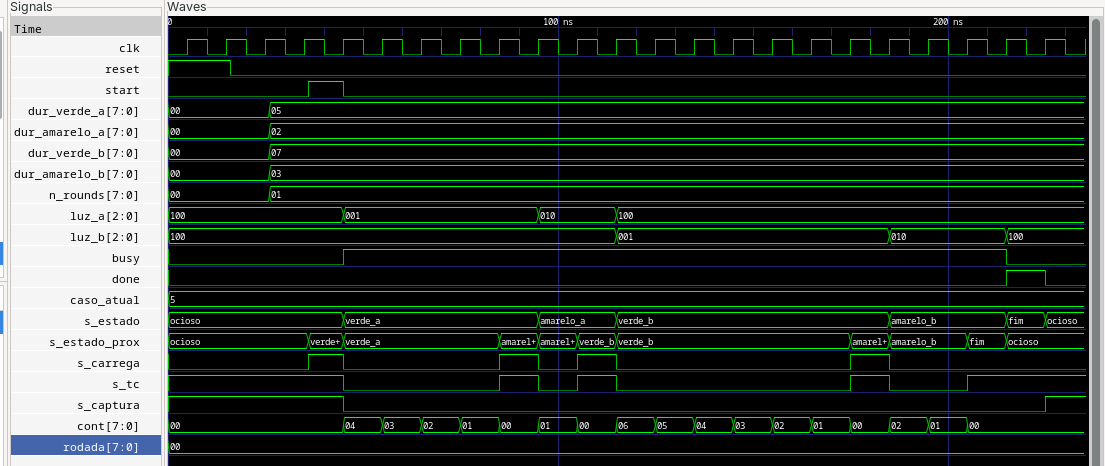 Signals
Waves
Time
0 100 ns 200 ns
clk
reset
start
dur_verde_a[7:0] 00 05
dur_amarelo_a[7:0] 00 02
dur_verde_b[7:0] 00 07
dur_amarelo_b[7:0] 00 03
n_rounds[7:0] 00 01
luz_a[2:0] 100 001 010 100
luz_b[2:0] 100 001 010 100
busy
done
caso_atual 5
s_estado ocioso verde_a amarelo_a verde_b amarelo_b fim ocioso
s_estado_prox ocioso verde+ verde_a amarel+ amarel+ verde_b verde_b amarel+ amarelo_b fim ocioso
s_carrega
s_tc
s_captura
cont[7:0] 00 04 03 02 01 00 01 00 06 05 04 03 02 01 00 02 01 00
rodada[7:0] 00